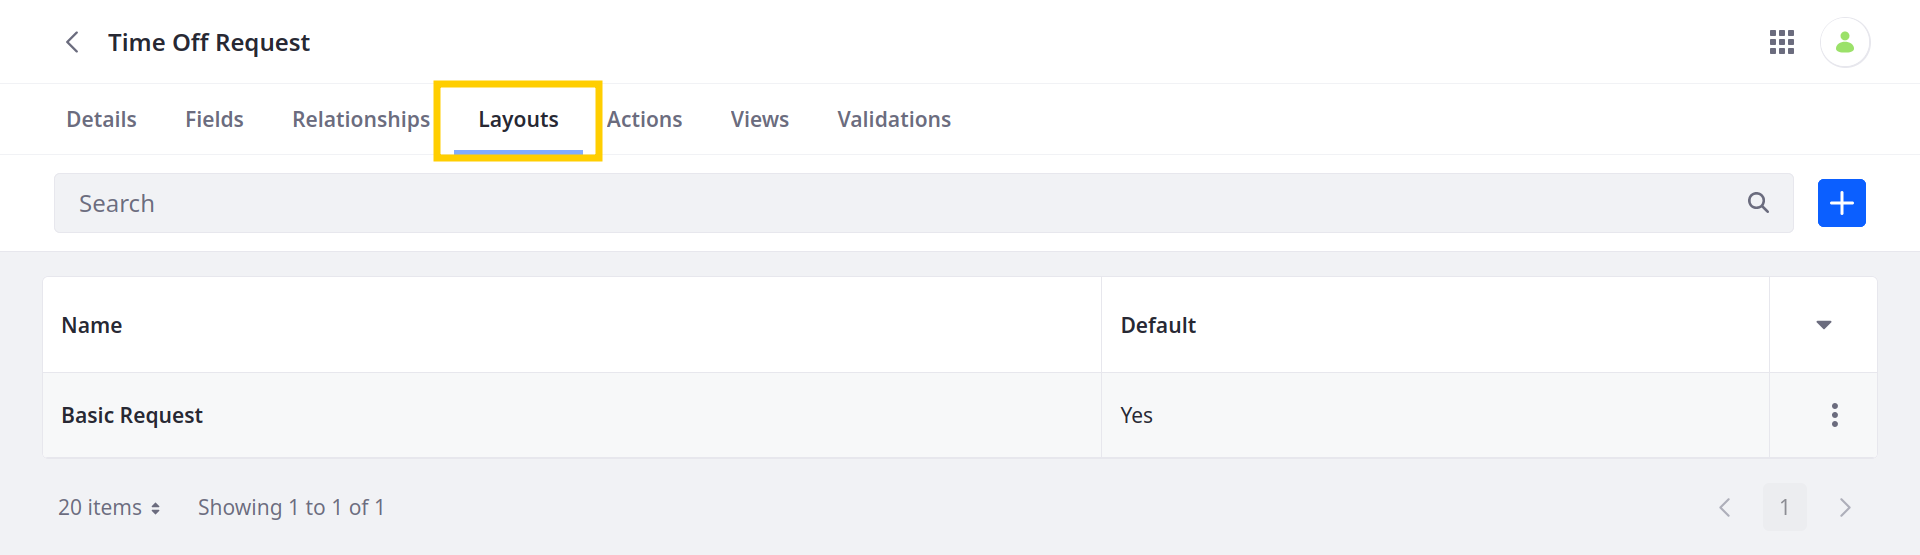 Time Off Request
Details Fields Relationships Layouts Actions Views Validations
Search
Name Default
Basic Request Yes
20 items Showing 1 to 1 of 1 1